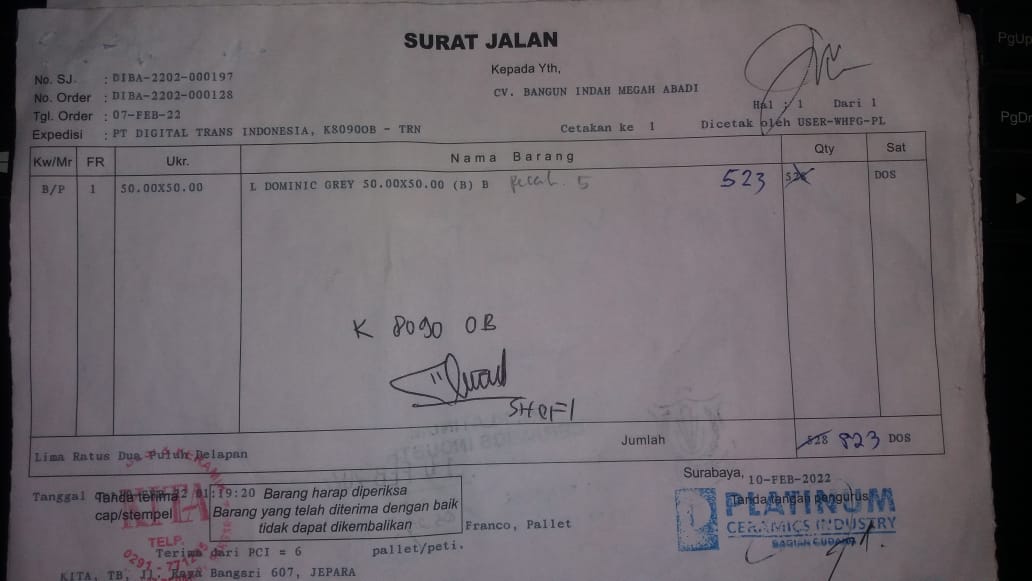 SURAT JALAN
Kepada Yth,
CV. BANGUN INDAH MEGAH ABADI
No. SJ. : DIBA-2202-000197
No. Order : DIBA-2202-000128
Tgl. Order : 07-FEB-22
Expedisi : PT DIGITAL TRANS INDONESIA, K8090OB - TRN
Hal : 1 Dari 1
Cetakan ke 1 Dicetak oleh USER-WHFG-PL
Kw/Mr FR Ukr. Nama Barang Qty Sat
B/P 1 50.00X50.00 L DOMINIC GREY 50.00X50.00 (B) B pecah 5 523 528 DOS
K 8090 OB
SHOFI
Jumlah 528 823 DOS
Lima Ratus Dua Puluh Delapan
Surabaya, 10-FEB-2022
Tanda tangan pengurus
PLATINUM
CERAMICS INDUSTRY
BAGIAN GUDANG
Tanggal 01:19:20
Tanda terima
cap/stempel
Barang harap diperiksa
Barang yang telah diterima dengan baik
tidak dapat dikembalikan
Franco, Pallet
KITA
TELP.
Terima dari PCI = 6 pallet/peti.
KITA, TB, Jl. Raya Bangsri 607, JEPARA
PgUp